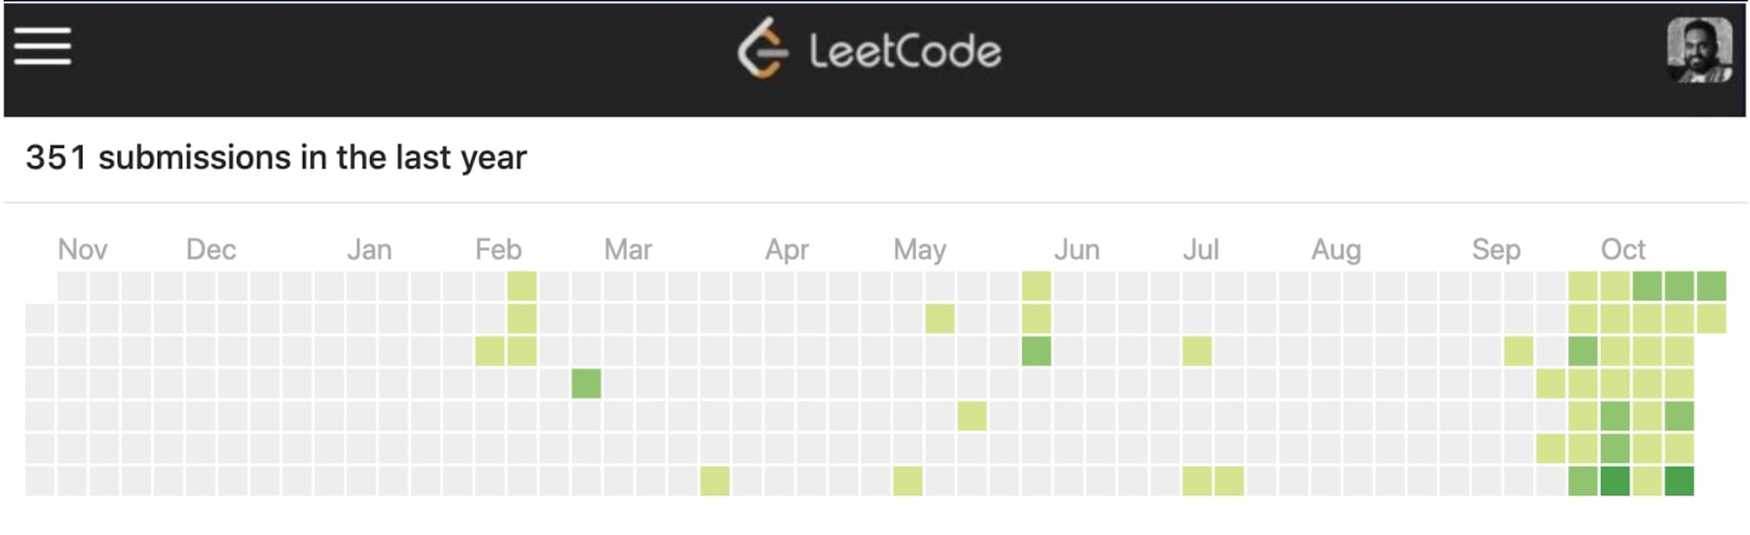 LeetCode
351 submissions in the last year
Nov Dec Jan Feb Mar Apr May Jun Jul Aug Sep Oct